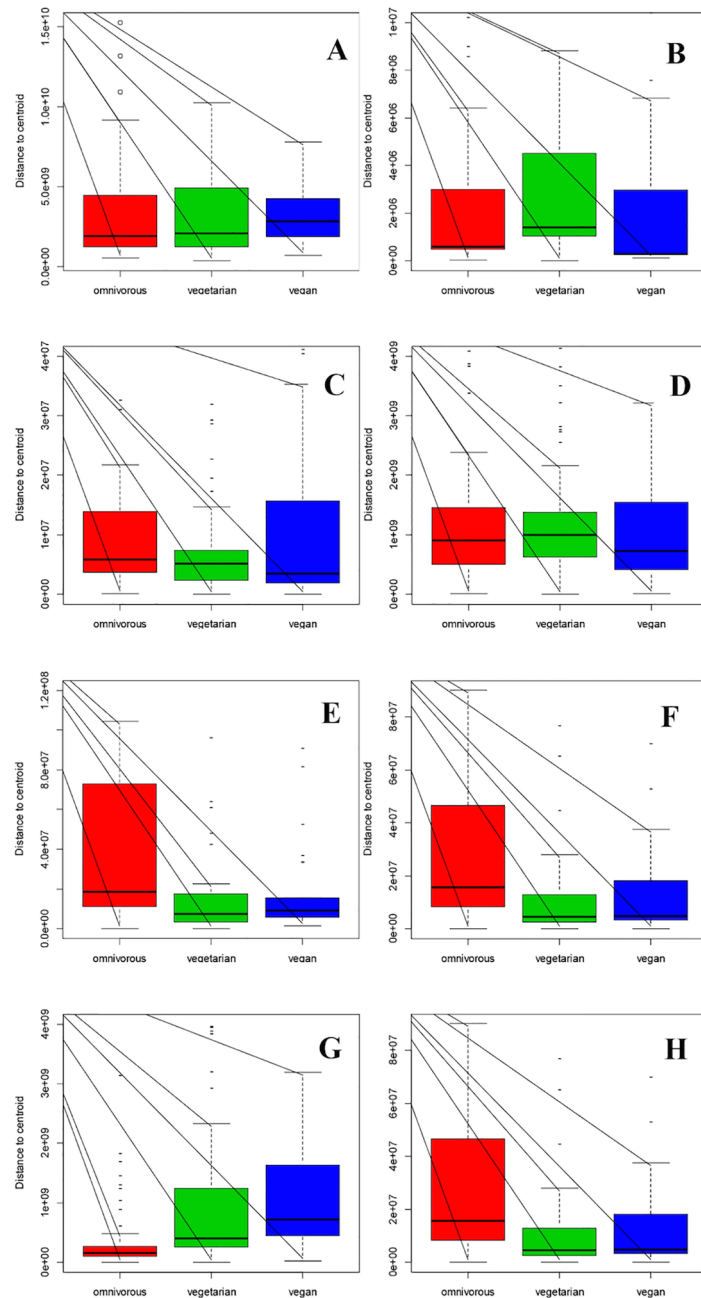 A
Distance to centroid
1.5e+10
1.0e+10
5.0e+09
0.0e+00
omnivorous vegetarian vegan
B
Distance to centroid
1e+07
8e+06
6e+06
4e+06
2e+06
0e+00
omnivorous vegetarian vegan
C
Distance to centroid
4e+07
3e+07
2e+07
1e+07
0e+00
omnivorous vegetarian vegan
D
Distance to centroid
4e+09
3e+09
2e+09
1e+09
0e+00
omnivorous vegetarian vegan
E
Distance to centroid
1.2e+08
8.0e+07
4.0e+07
0.0e+00
omnivorous vegetarian vegan
F
Distance to centroid
8e+07
6e+07
4e+07
2e+07
0e+00
omnivorous vegetarian vegan
G
Distance to centroid
4e+09
3e+09
2e+09
1e+09
0e+00
omnivorous vegetarian vegan
H
Distance to centroid
8e+07
6e+07
4e+07
2e+07
0e+00
omnivorous vegetarian vegan